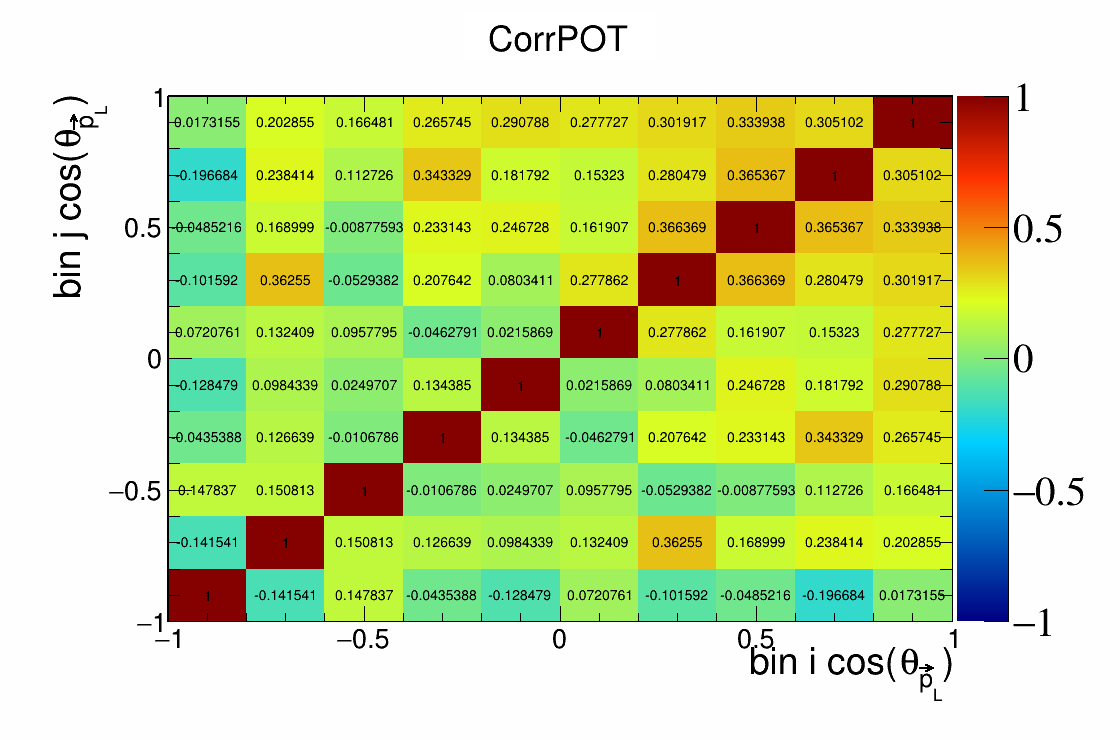 CorrPOT
bin j cos(θ_p⃗_L)
1
0.5
0
−0.5
−1
0.0173155 0.202855 0.166481 0.265745 0.290788 0.277727 0.301917 0.333938 0.305102 1
-0.196684 0.238414 0.112726 0.343329 0.181792 0.15323 0.280479 0.365367 1 0.305102
-0.0485216 0.168999 -0.00877593 0.233143 0.246728 0.161907 0.366369 1 0.365367 0.333938
-0.101592 0.36255 -0.0529382 0.207642 0.0803411 0.277862 1 0.366369 0.280479 0.301917
0.0720761 0.132409 0.0957795 -0.0462791 0.0215869 1 0.277862 0.161907 0.15323 0.277727
-0.128479 0.0984339 0.0249707 0.134385 1 0.0215869 0.0803411 0.246728 0.181792 0.290788
-0.0435388 0.126639 -0.0106786 1 0.134385 -0.0462791 0.207642 0.233143 0.343329 0.265745
0.147837 0.150813 1 -0.0106786 0.0249707 0.0957795 -0.0529382 -0.00877593 0.112726 0.166481
-0.141541 1 0.150813 0.126639 0.0984339 0.132409 0.36255 0.168999 0.238414 0.202855
1 -0.141541 0.147837 -0.0435388 -0.128479 0.0720761 -0.101592 -0.0485216 -0.196684 0.0173155
−1 −0.5 0 0.5 1
bin i cos(θ_p⃗_L)
1
0.5
0
−0.5
−1